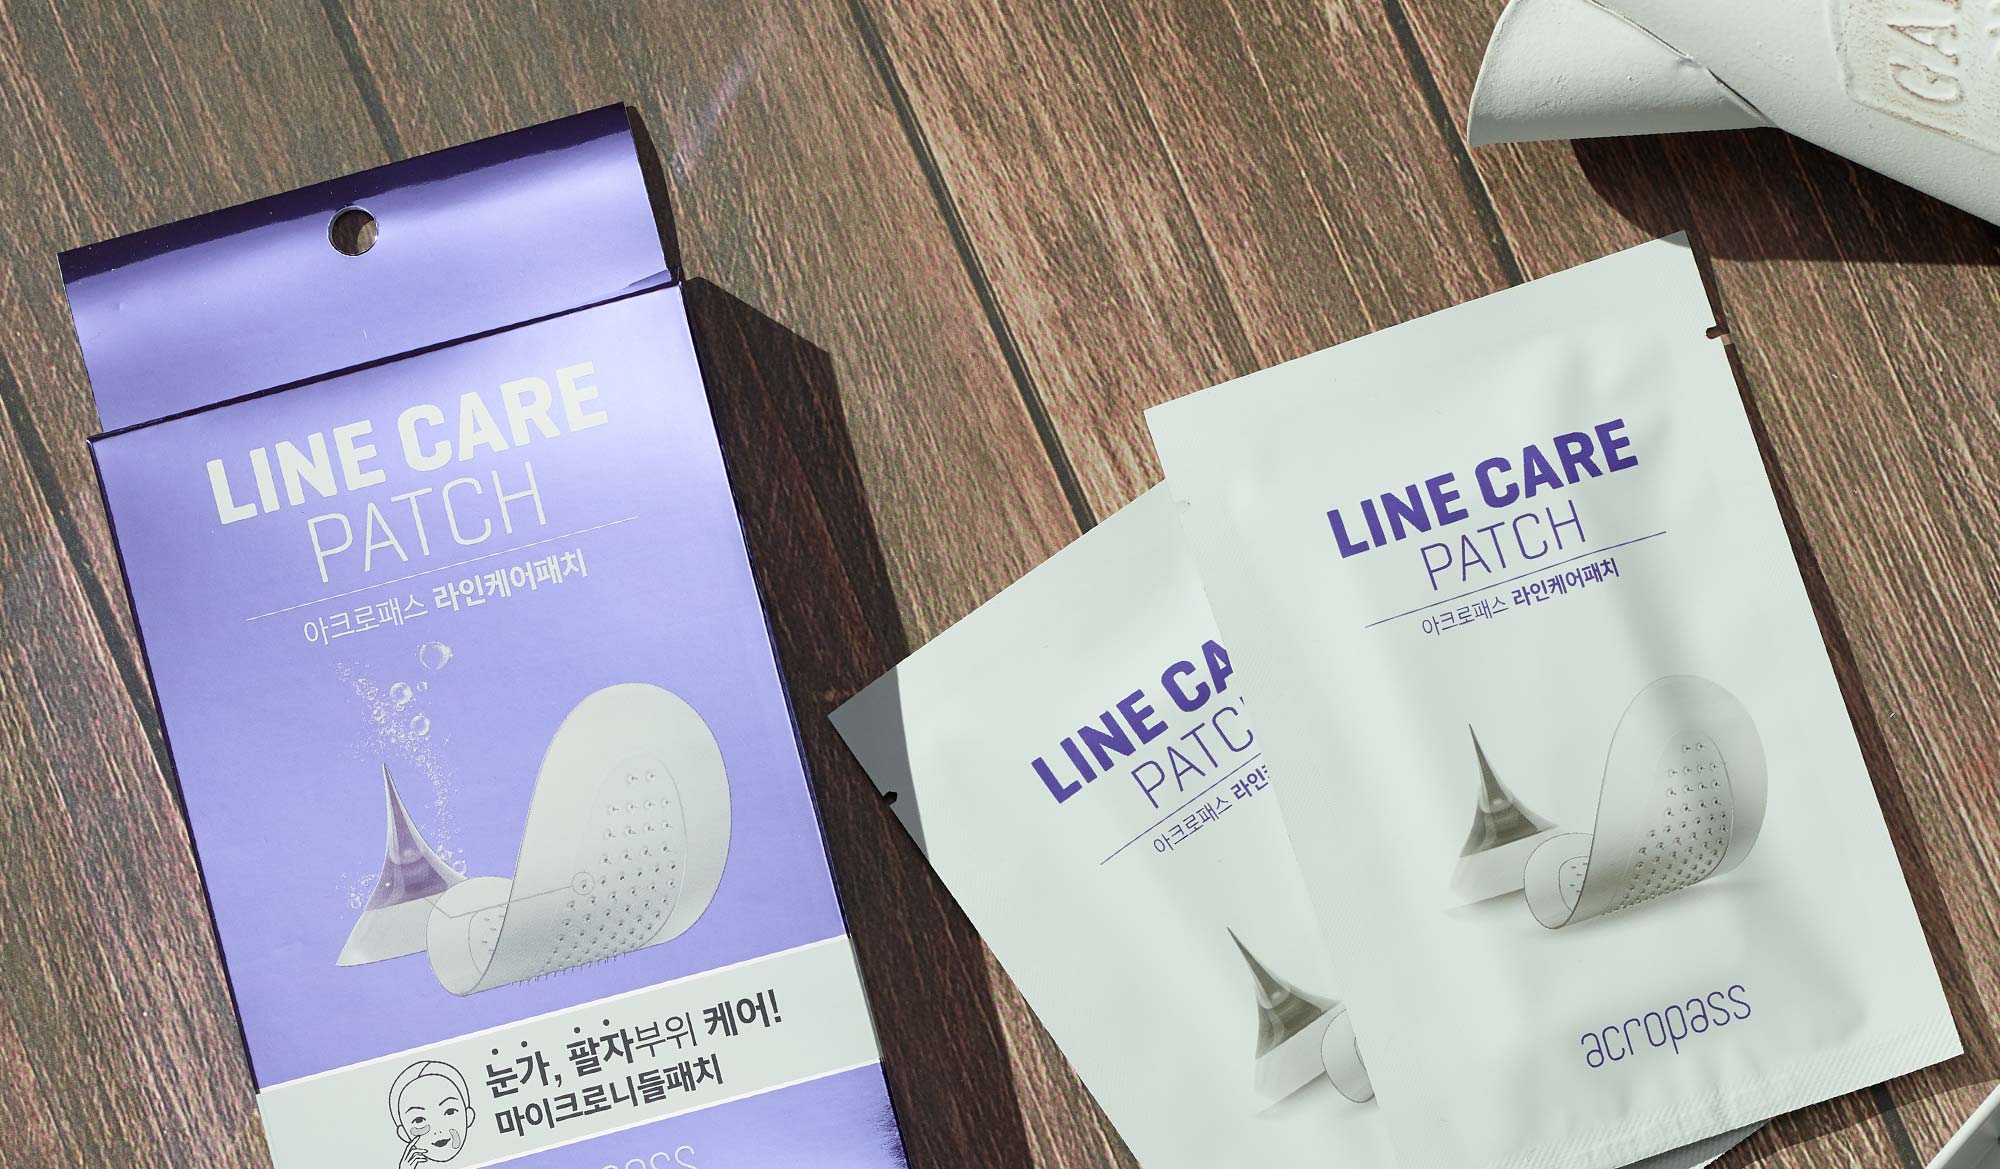 LINE CARE
PATCH
아크로패스 라인케어패치
눈가, 팔자부위 케어!
마이크로니들패치
LINE CA
PATC
아크로패스 라인
LINE CARE
PATCH
아크로패스 라인케어패치
acropass
GAL